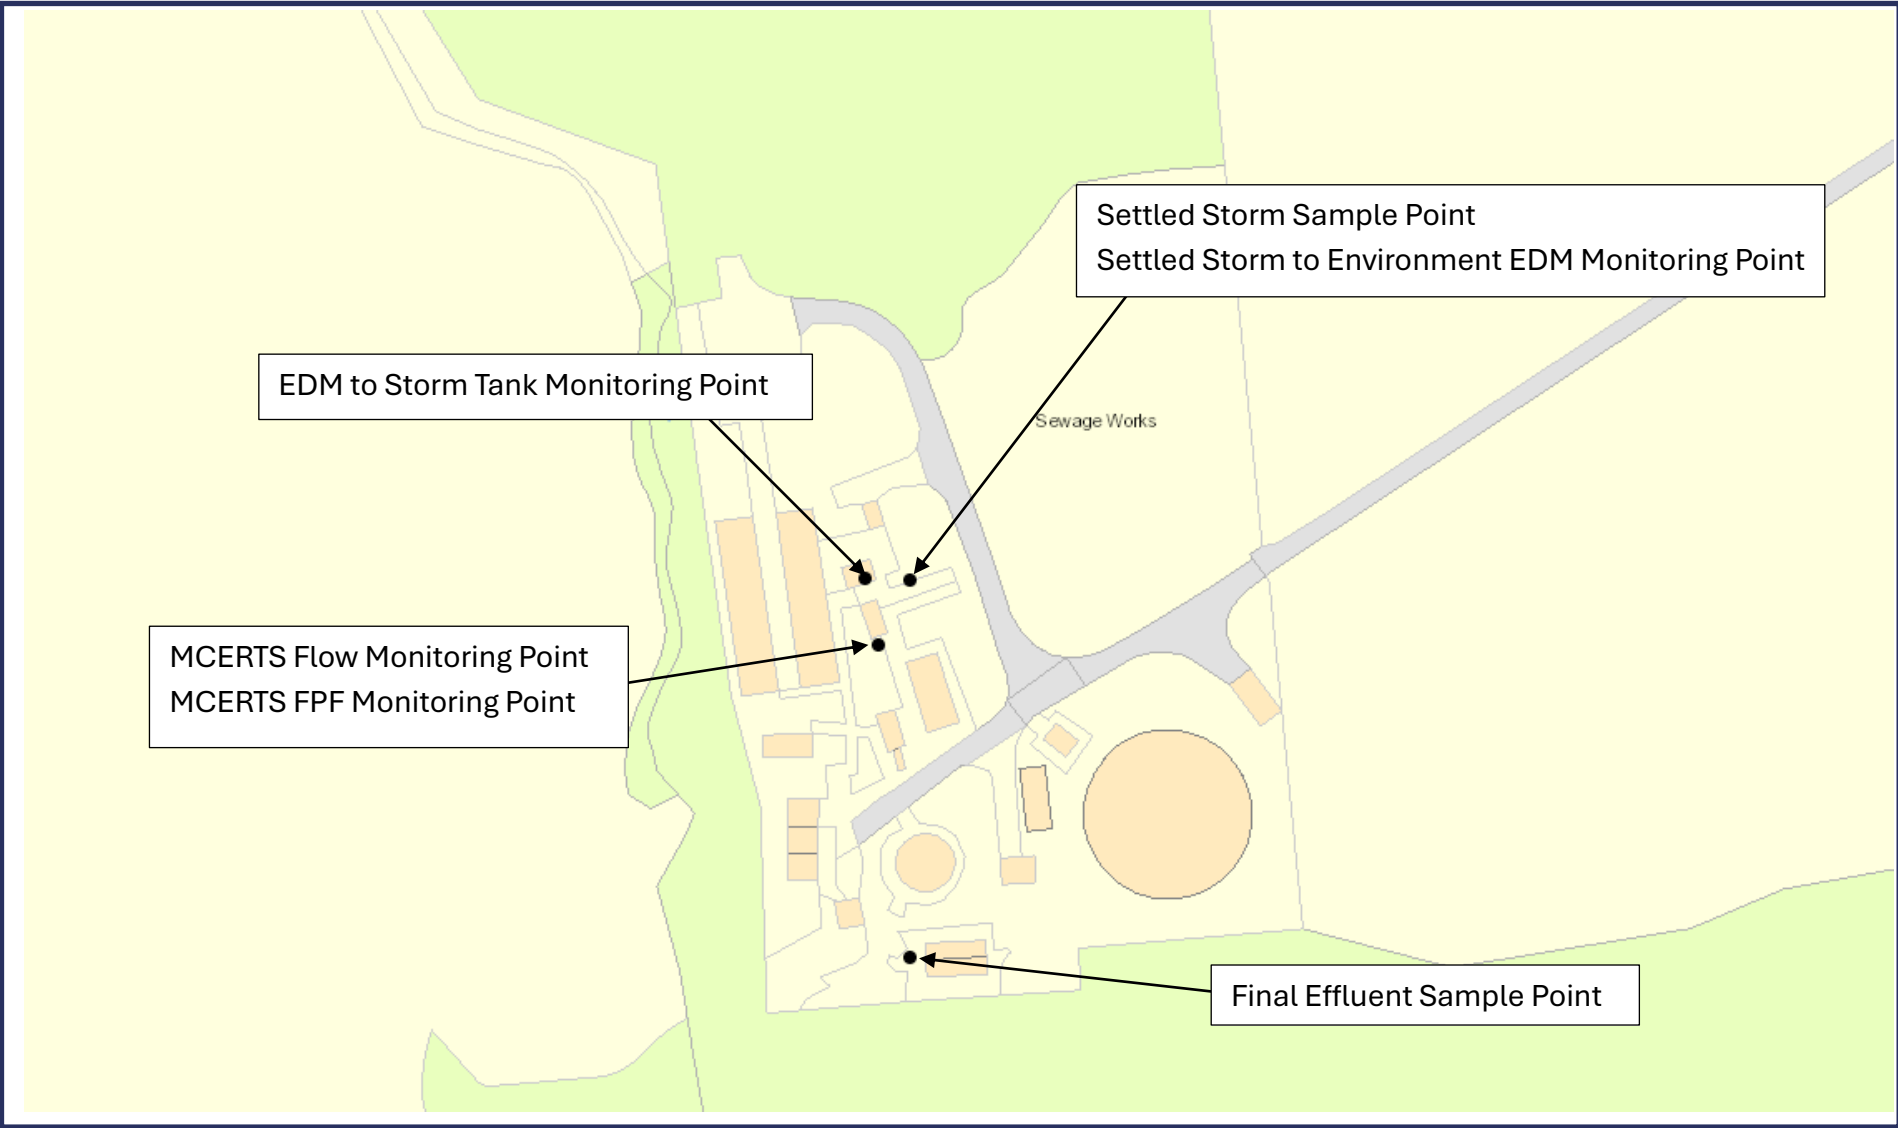 Settled Storm Sample Point
Settled Storm to Environment EDM Monitoring Point
EDM to Storm Tank Monitoring Point
Sewage Works
MCERTS Flow Monitoring Point
MCERTS FPF Monitoring Point
Final Effluent Sample Point